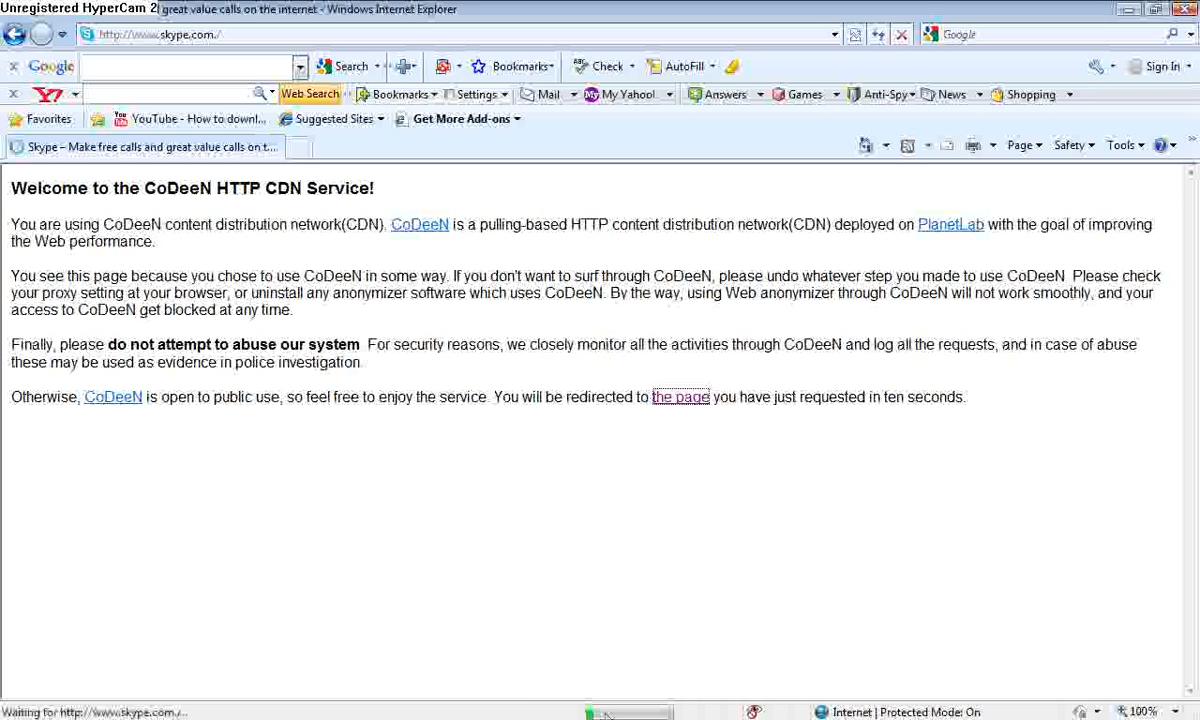 Unregistered HyperCam 2 great value calls on the internet - Windows Internet Explorer
http://www.skype.com./ Google
Google Search Bookmarks Check AutoFill Sign In
Y7 Web Search Bookmarks Settings Mail My Yahoo! Answers Games Anti-Spy News Shopping
Favorites YouTube - How to downl... Suggested Sites Get More Add-ons
Skype – Make free calls and great value calls on t... Page Safety Tools
Welcome to the CoDeeN HTTP CDN Service!
You are using CoDeeN content distribution network(CDN). CoDeeN is a pulling-based HTTP content distribution network(CDN) deployed on PlanetLab with the goal of improving
the Web performance.
You see this page because you chose to use CoDeeN in some way. If you don't want to surf through CoDeeN, please undo whatever step you made to use CoDeeN Please check
your proxy setting at your browser, or uninstall any anonymizer software which uses CoDeeN. By the way, using Web anonymizer through CoDeeN will not work smoothly, and your
access to CoDeeN get blocked at any time.
Finally, please do not attempt to abuse our system For security reasons, we closely monitor all the activities through CoDeeN and log all the requests, and in case of abuse
these may be used as evidence in police investigation
Otherwise, CoDeeN is open to public use, so feel free to enjoy the service. You will be redirected to the page you have just requested in ten seconds.
Waiting for http://www.skype.com./... Internet | Protected Mode: On 100%